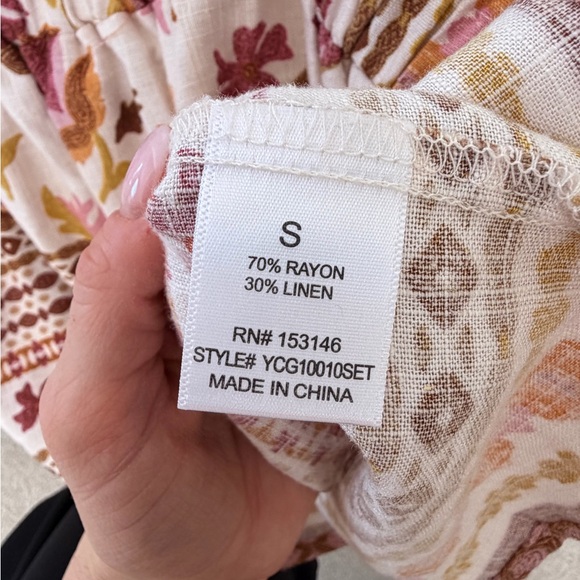 S
70% RAYON
30% LINEN
RN# 153146
STYLE# YCG10010SET
MADE IN CHINA